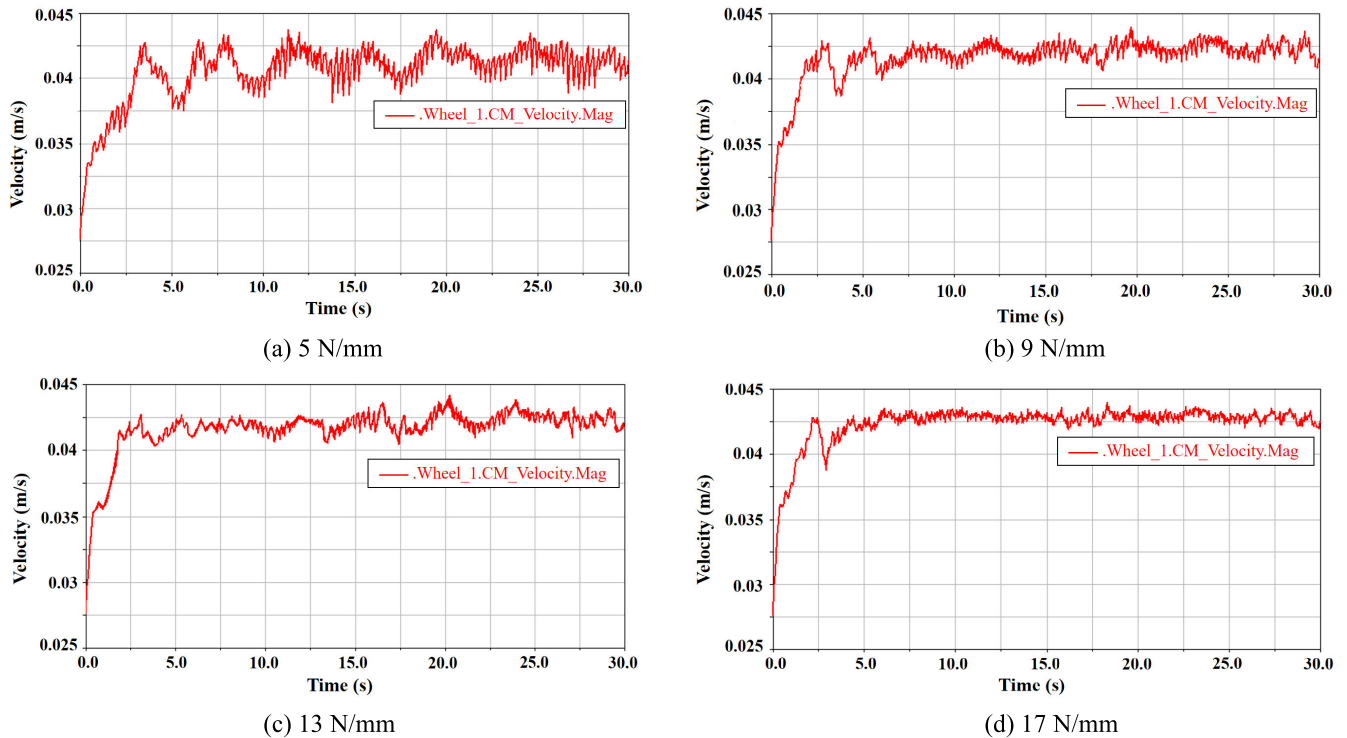 0.045
0.04
0.035
0.03
0.025
Velocity (m/s)
.Wheel_1.CM_Velocity.Mag
0.0 5.0 10.0 15.0 20.0 25.0 30.0
Time (s)
(a) 5 N/mm
0.045
0.04
0.035
0.03
0.025
Velocity (m/s)
.Wheel_1.CM_Velocity.Mag
0.0 5.0 10.0 15.0 20.0 25.0 30.0
Time (s)
(b) 9 N/mm
0.045
0.04
0.035
0.03
0.025
Velocity (m/s)
.Wheel_1.CM_Velocity.Mag
0.0 5.0 10.0 15.0 20.0 25.0 30.0
Time (s)
(c) 13 N/mm
0.045
0.04
0.035
0.03
0.025
Velocity (m/s)
.Wheel_1.CM_Velocity.Mag
0.0 5.0 10.0 15.0 20.0 25.0 30.0
Time (s)
(d) 17 N/mm